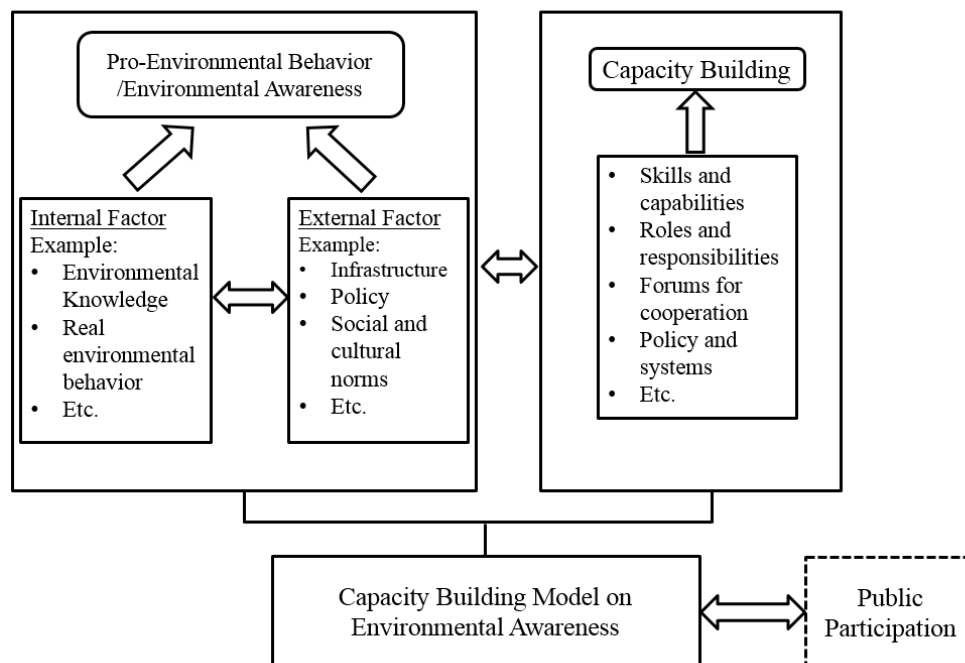 Pro-Environmental Behavior
/Environmental Awareness
Internal Factor
Example:
• Environmental
Knowledge
• Real
environmental
behavior
• Etc.
External Factor
Example:
• Infrastructure
• Policy
• Social and
cultural
norms
• Etc.
Capacity Building
• Skills and
capabilities
• Roles and
responsibilities
• Forums for
cooperation
• Policy and
systems
• Etc.
Capacity Building Model on
Environmental Awareness
Public
Participation